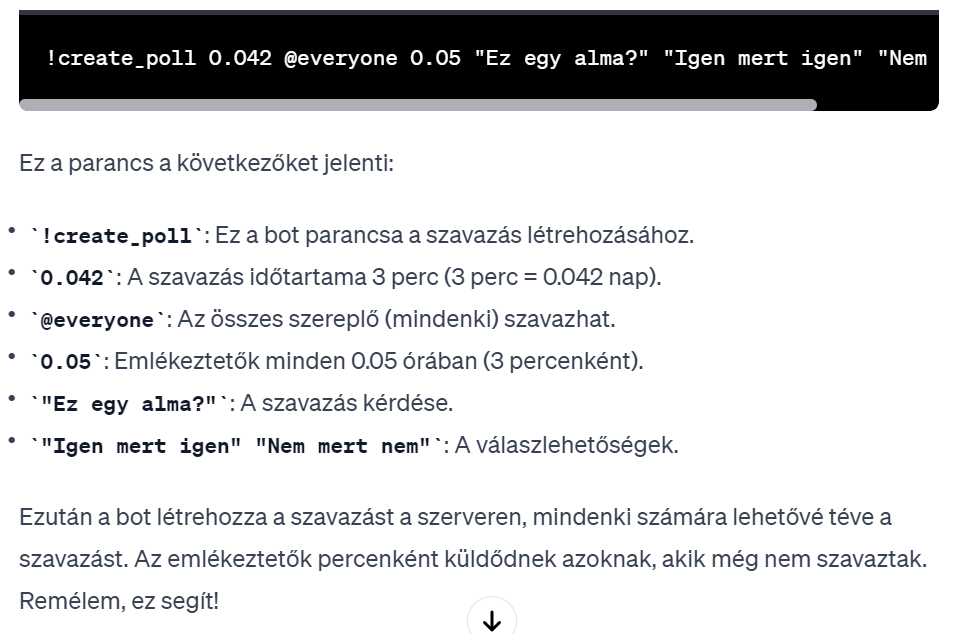 !create_poll 0.042 @everyone 0.05 "Ez egy alma?" "Igen mert igen" "Nem
Ez a parancs a következőket jelenti:
• `!create_poll`: Ez a bot parancsa a szavazás létrehozásához.
• `0.042`: A szavazás időtartama 3 perc (3 perc = 0.042 nap).
• `@everyone`: Az összes szereplő (mindenki) szavazhat.
• `0.05`: Emlékeztetők minden 0.05 órában (3 percenként).
• `"Ez egy alma?"`: A szavazás kérdése.
• `"Igen mert igen" "Nem mert nem"`: A válaszlehetőségek.
Ezután a bot létrehozza a szavazást a szerveren, mindenki számára lehetővé téve a
szavazást. Az emlékeztetők percenként küldődnek azoknak, akik még nem szavaztak.
Remélem, ez segít!